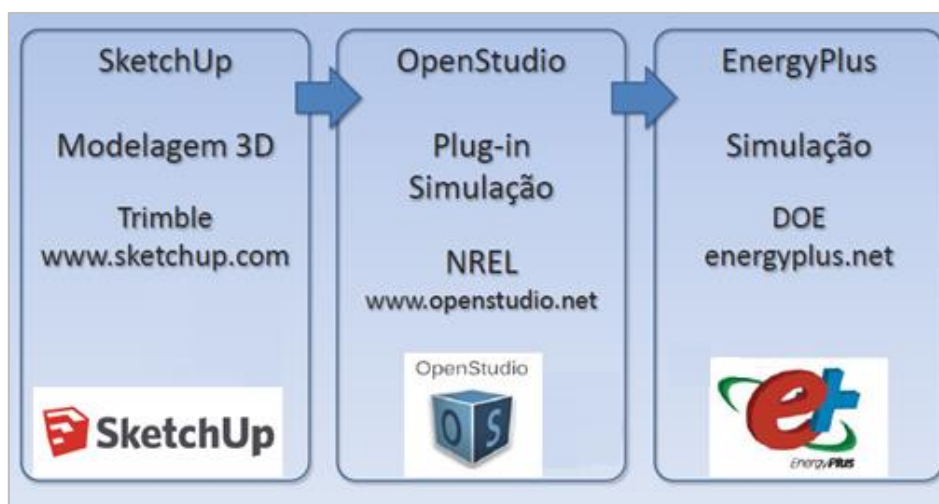 SketchUp
Modelagem 3D
Trimble
www.sketchup.com
SketchUp
OpenStudio
Plug-in
Simulação
NREL
www.openstudio.net
OpenStudio
OS
EnergyPlus
Simulação
DOE
energyplus.net
e+
EnergyPlus